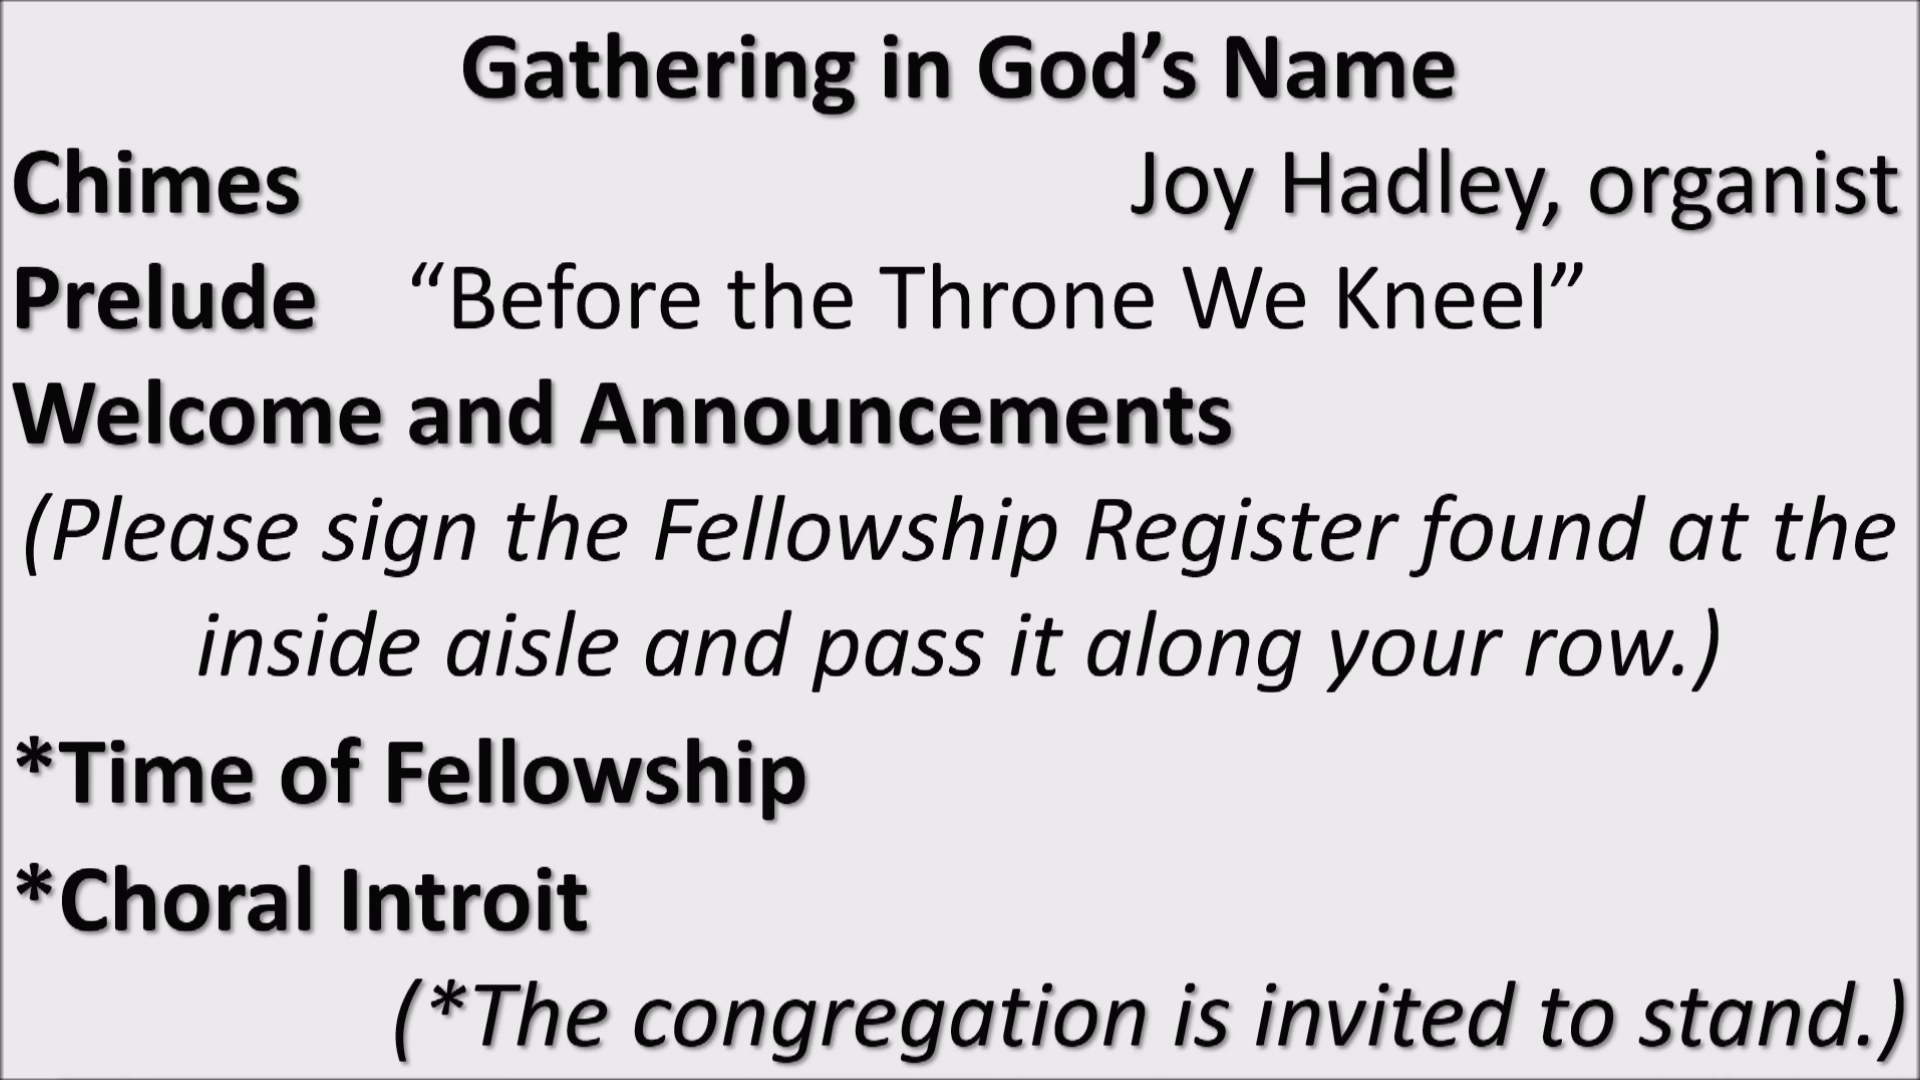 Gathering in God’s Name
Chimes Joy Hadley, organist
Prelude “Before the Throne We Kneel”
Welcome and Announcements
(Please sign the Fellowship Register found at the
inside aisle and pass it along your row.)
*Time of Fellowship
*Choral Introit
(*The congregation is invited to stand.)